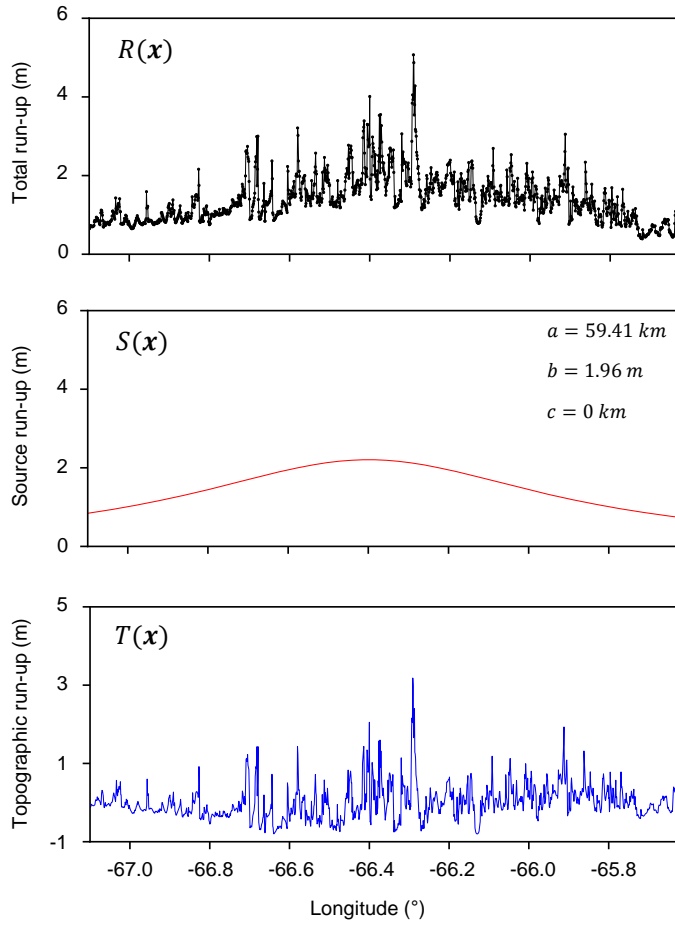 6
R(x)
4
2
0
Total run-up (m)
6
S(x)
a = 59.41 km
b = 1.96 m
c = 0 km
4
2
0
Source run-up (m)
5
T(x)
3
1
-1
Topographic run-up (m)
-67.0 -66.8 -66.6 -66.4 -66.2 -66.0 -65.8
Longitude (°)